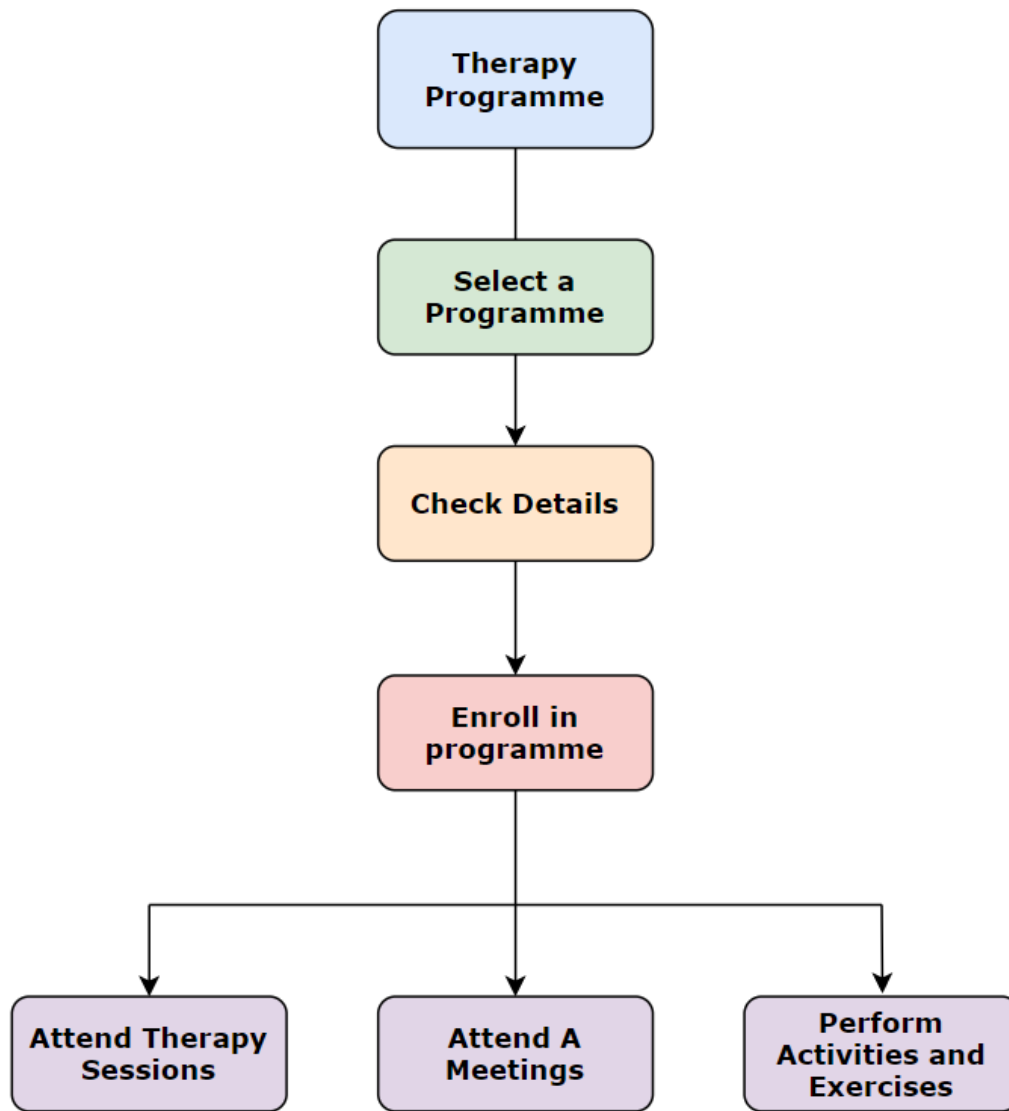 Therapy
Programme
Select a
Programme
Check Details
Enroll in
programme
Attend Therapy
Sessions
Attend A
Meetings
Perform
Activities and
Exercises